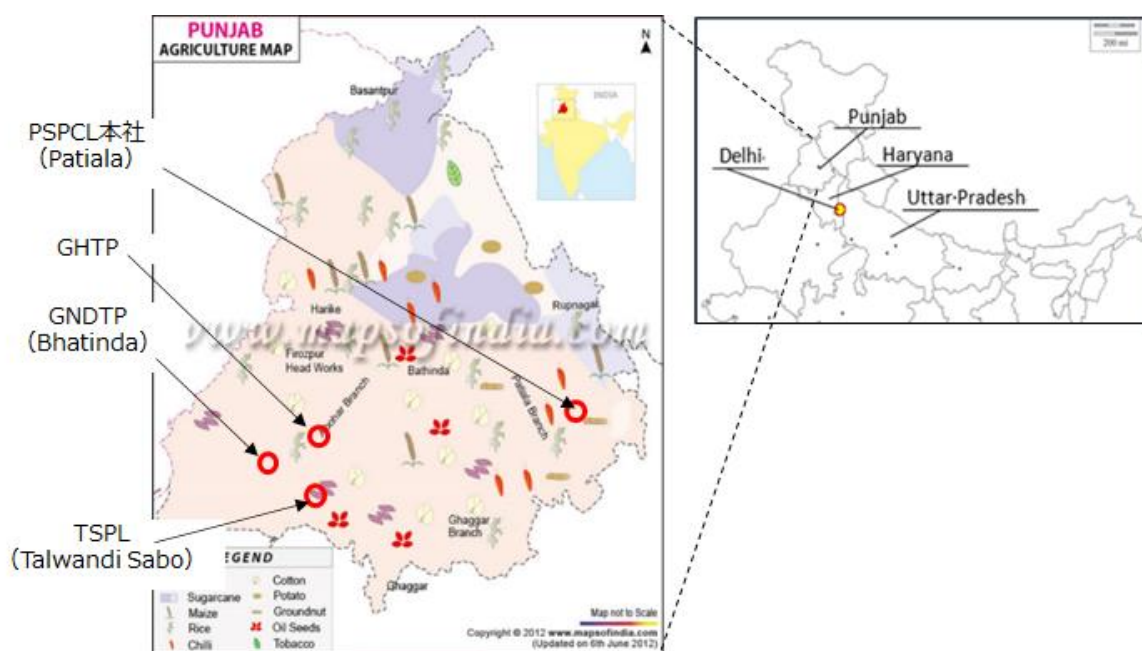 PUNJAB
AGRICULTURE MAP
N
Basantpur
INDIA
PSPCL本社
(Patiala)
GHTP
GNDTP
(Bhatinda)
TSPL
(Talwandi Sabo)
Harike
Rupnagal
www.mapsofindia.com
Firozpur
Head Works
Bathinda
Patiala Branch
Branch
Ghaggar
Branch
Ghaggar
EGEND
Sugarcane
Maize
Rice
Chilli
Cotton
Potato
Groundnut
Oil Seeds
Tobacco
Map not to Scale
Copyright © 2012 www.mapsofindia.com
(Updated on 6th June 2012)
200 mi
Punjab
Delhi
Haryana
Uttar·Pradesh